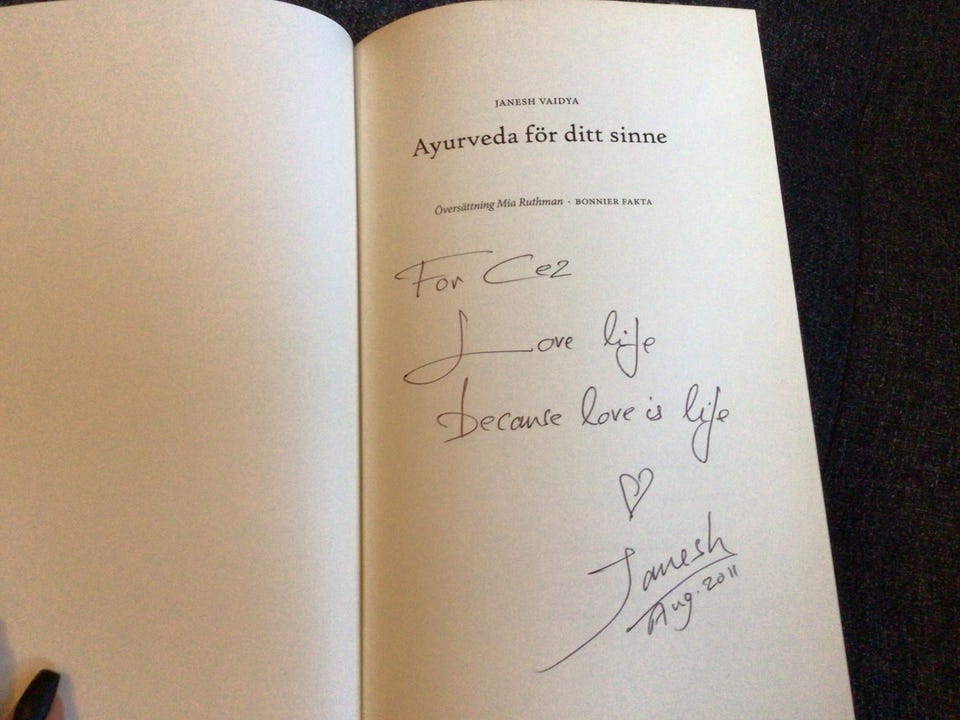 JANESH VAIDYA
Ayurveda för ditt sinne
Översättning Mia Ruthman · BONNIER FAKTA
For Cez
Love life
because love is life
Janesh
Aug. 2011